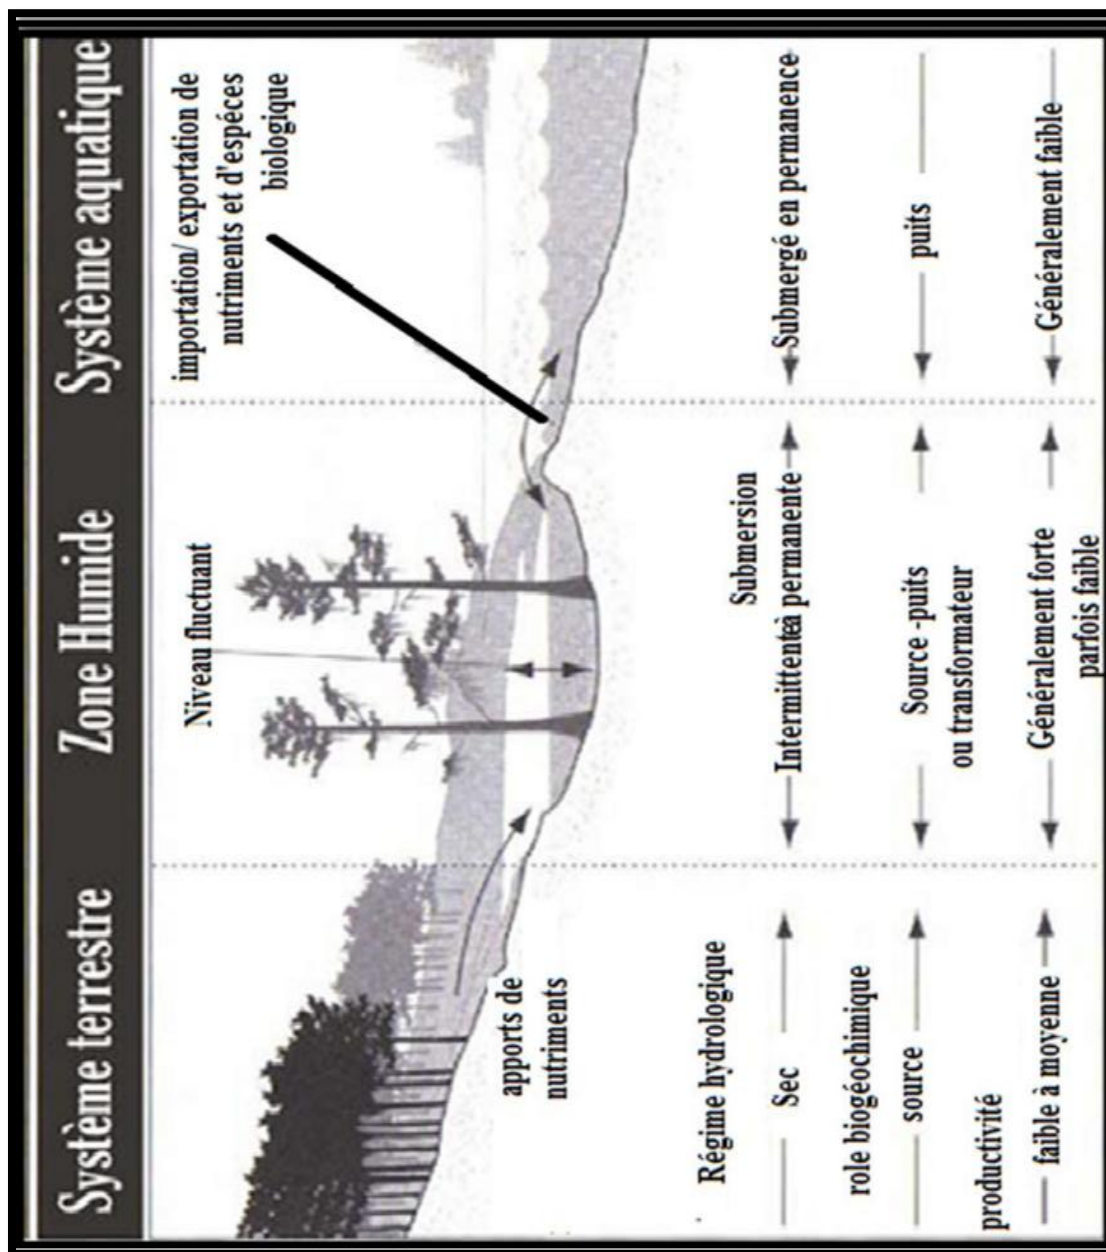 Système terrestre
Zone Humide
Système aquatique
importation/ exportation de
nutriments et d'espéces
biologique
Niveau fluctuant
apports de
nutriments
Régime hydrologique
Sec
Submersion
Intermittenteà permanente
Submergé en permanence
role biogéochimique
source
Source -puits
ou transformateur
puits
productivité
faible à moyenne
Généralement forte
parfois faible
Généralement faible